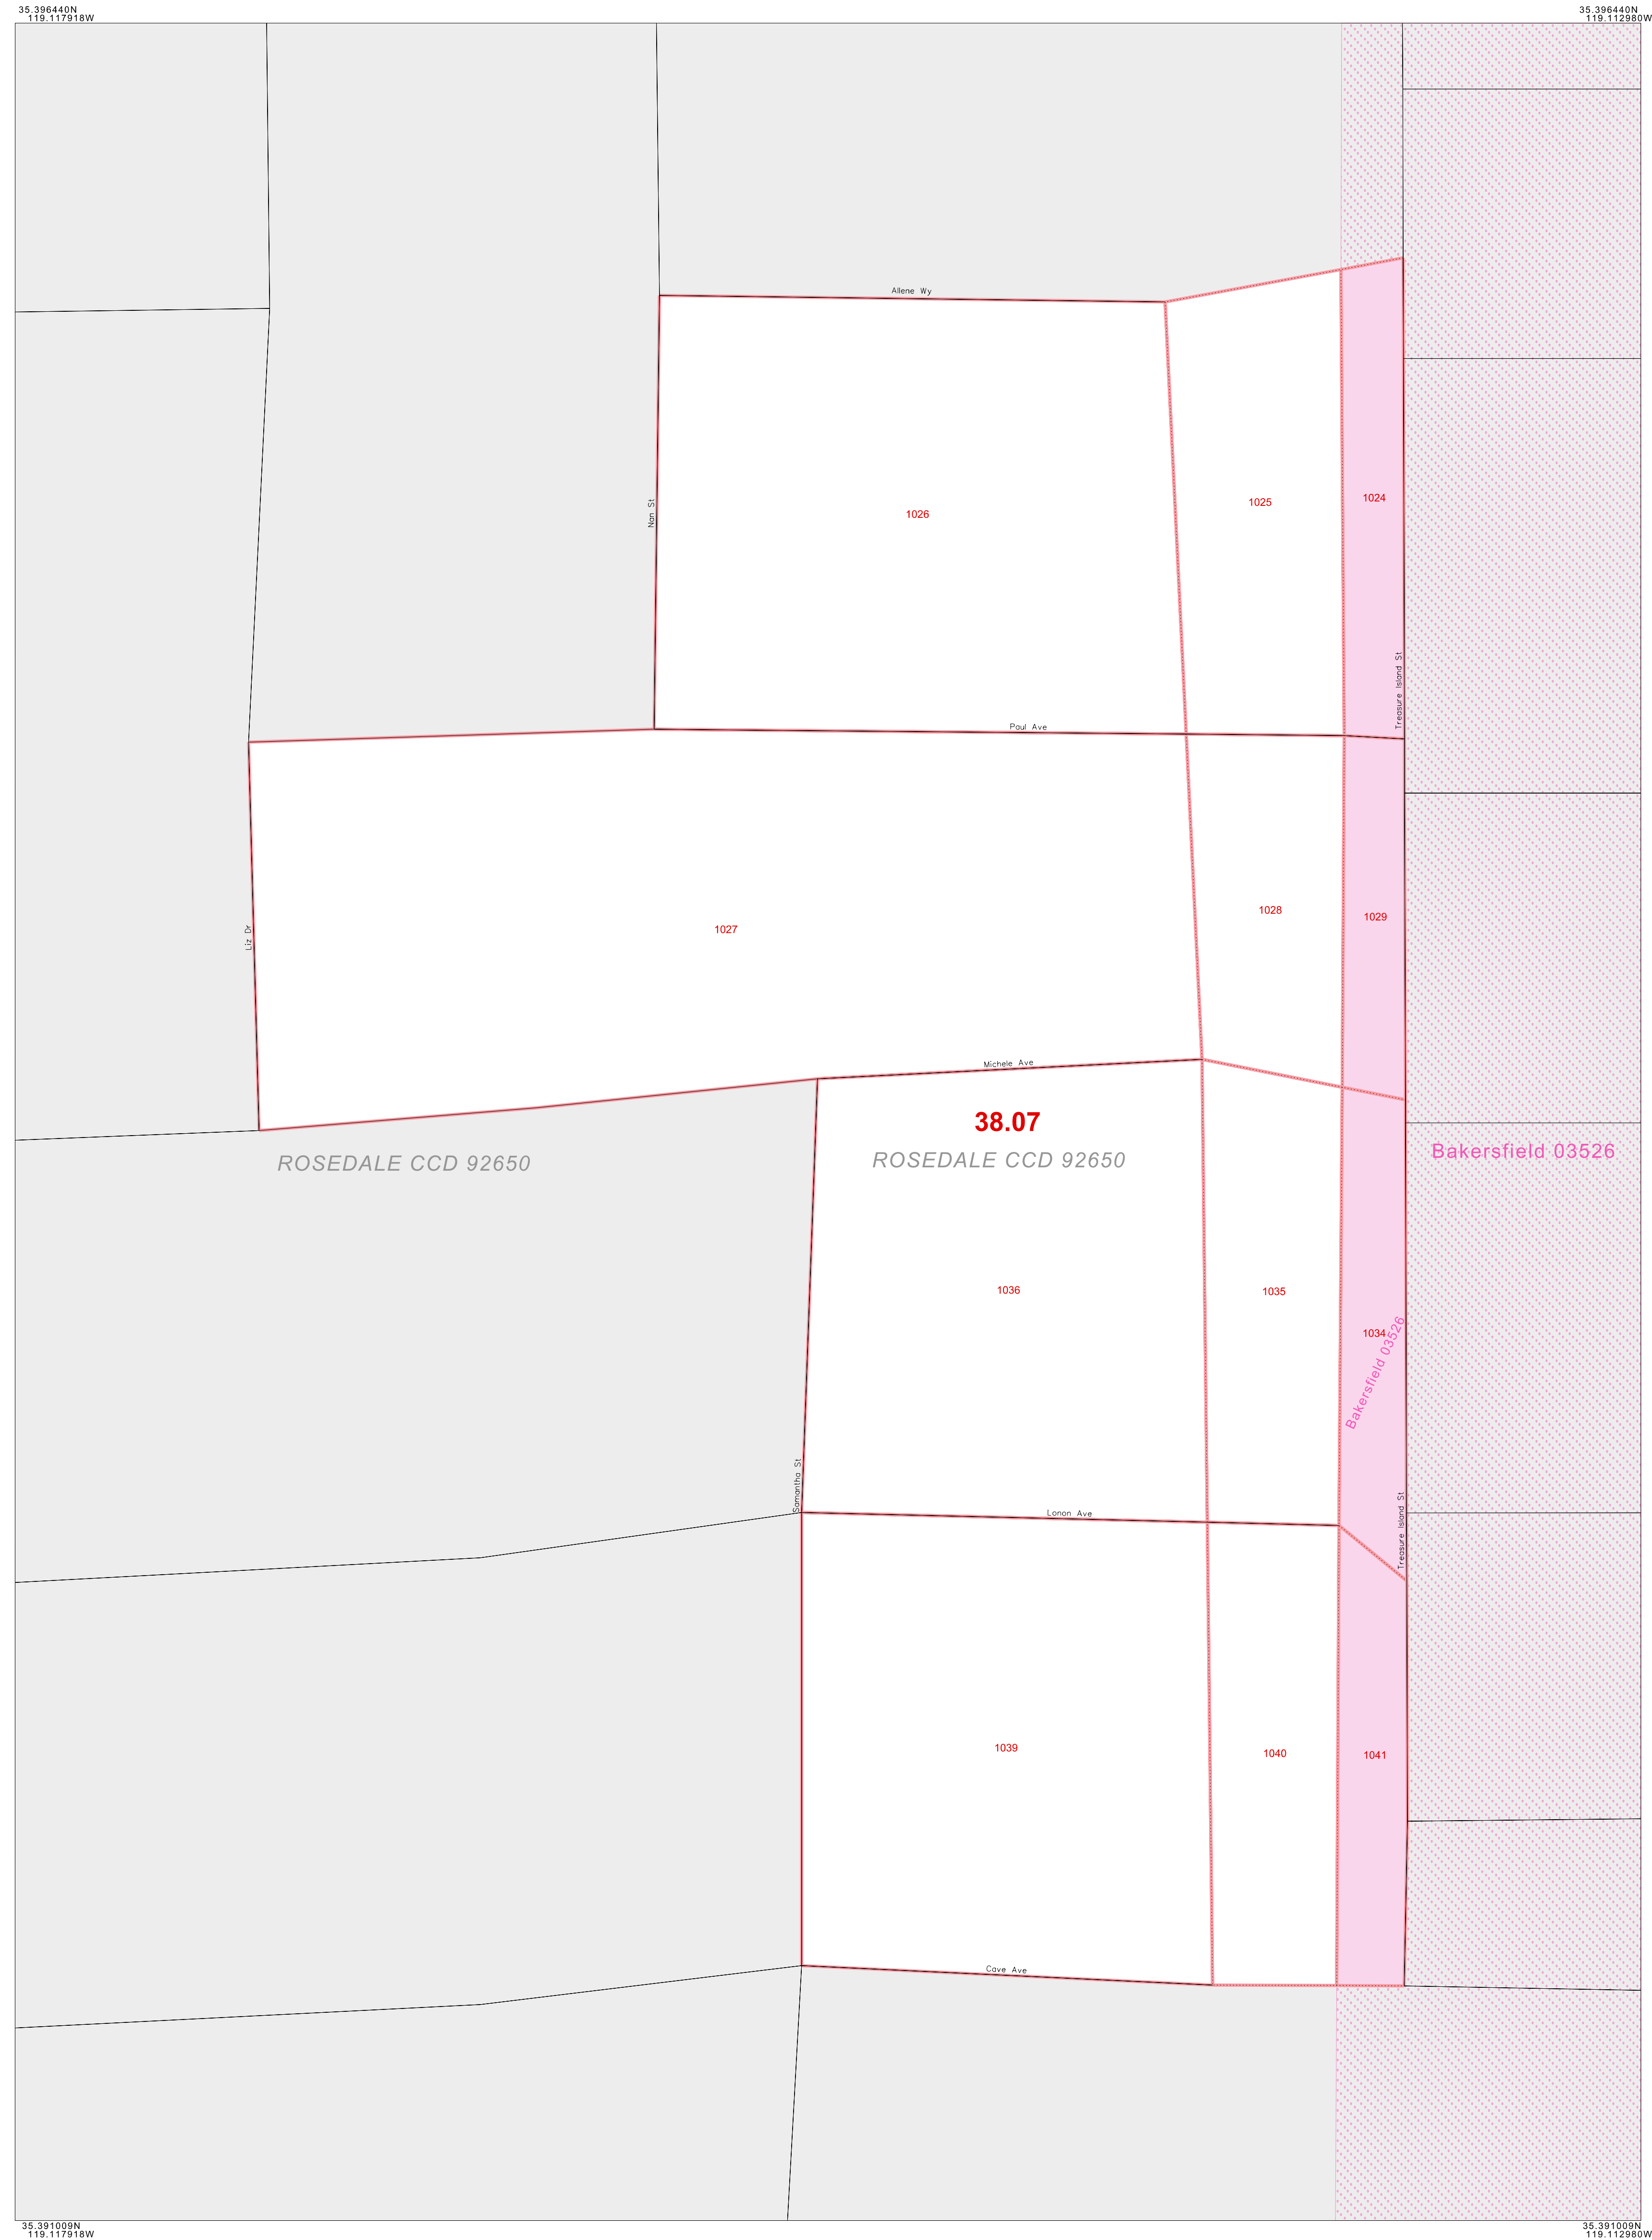 35.396440N
119.117918W
35.396440N
119.112980W
Allene Wy
Nan St
1026
1025
1024
Treasure Island St
Paul Ave
Liz Dr
1027
1028
1029
Michele Ave
38.07
ROSEDALE CCD 92650
ROSEDALE CCD 92650
Bakersfield 03526
1036
1035
1034
Bakersfield 03526
Samantha St
Lonon Ave
Treasure Island St
1039
1040
1041
Cave Ave
35.391009N
119.117918W
35.391009N
119.112980W